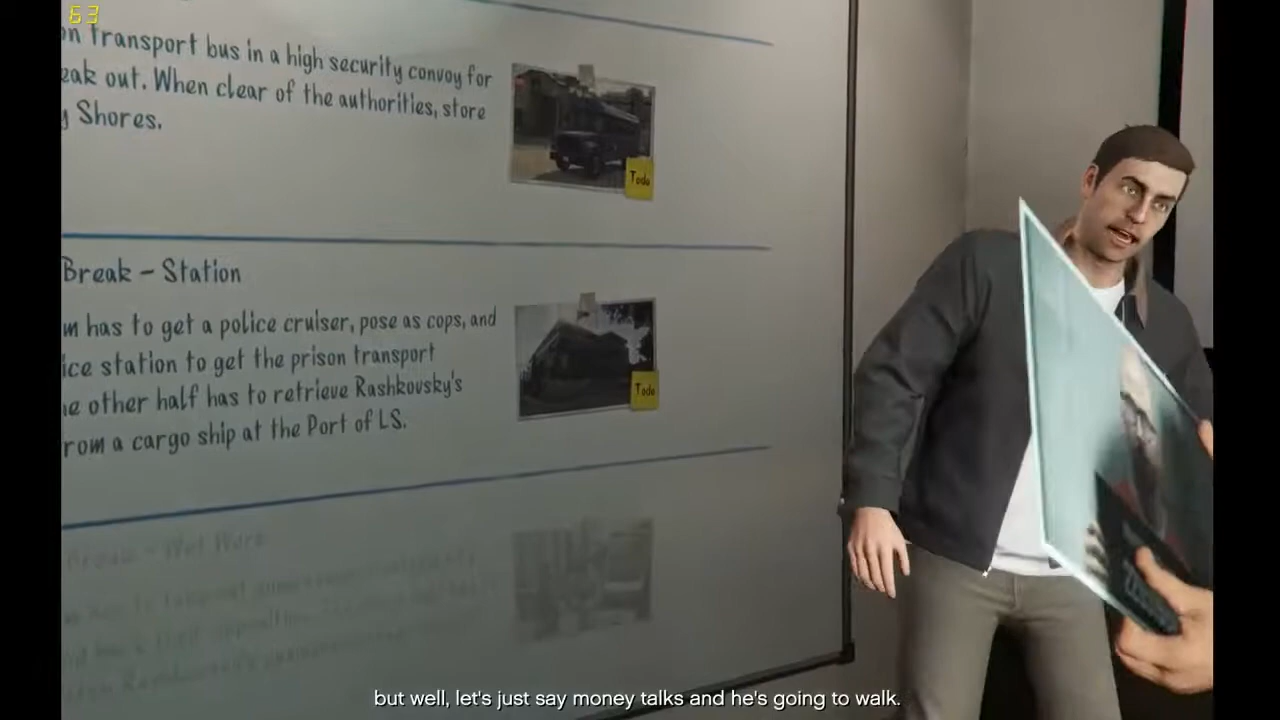 63
on transport bus in a high security convoy for
eak out. When clear of the authorities, store
y Shores.
Todo
Break - Station
m has to get a police cruiser, pose as cops, and
ice station to get the prison transport
e other half has to retrieve Rashkovsky's
rom a cargo ship at the Port of LS.
Todo
Break - Wet Work
but well, let's just say money talks and he's going to walk.